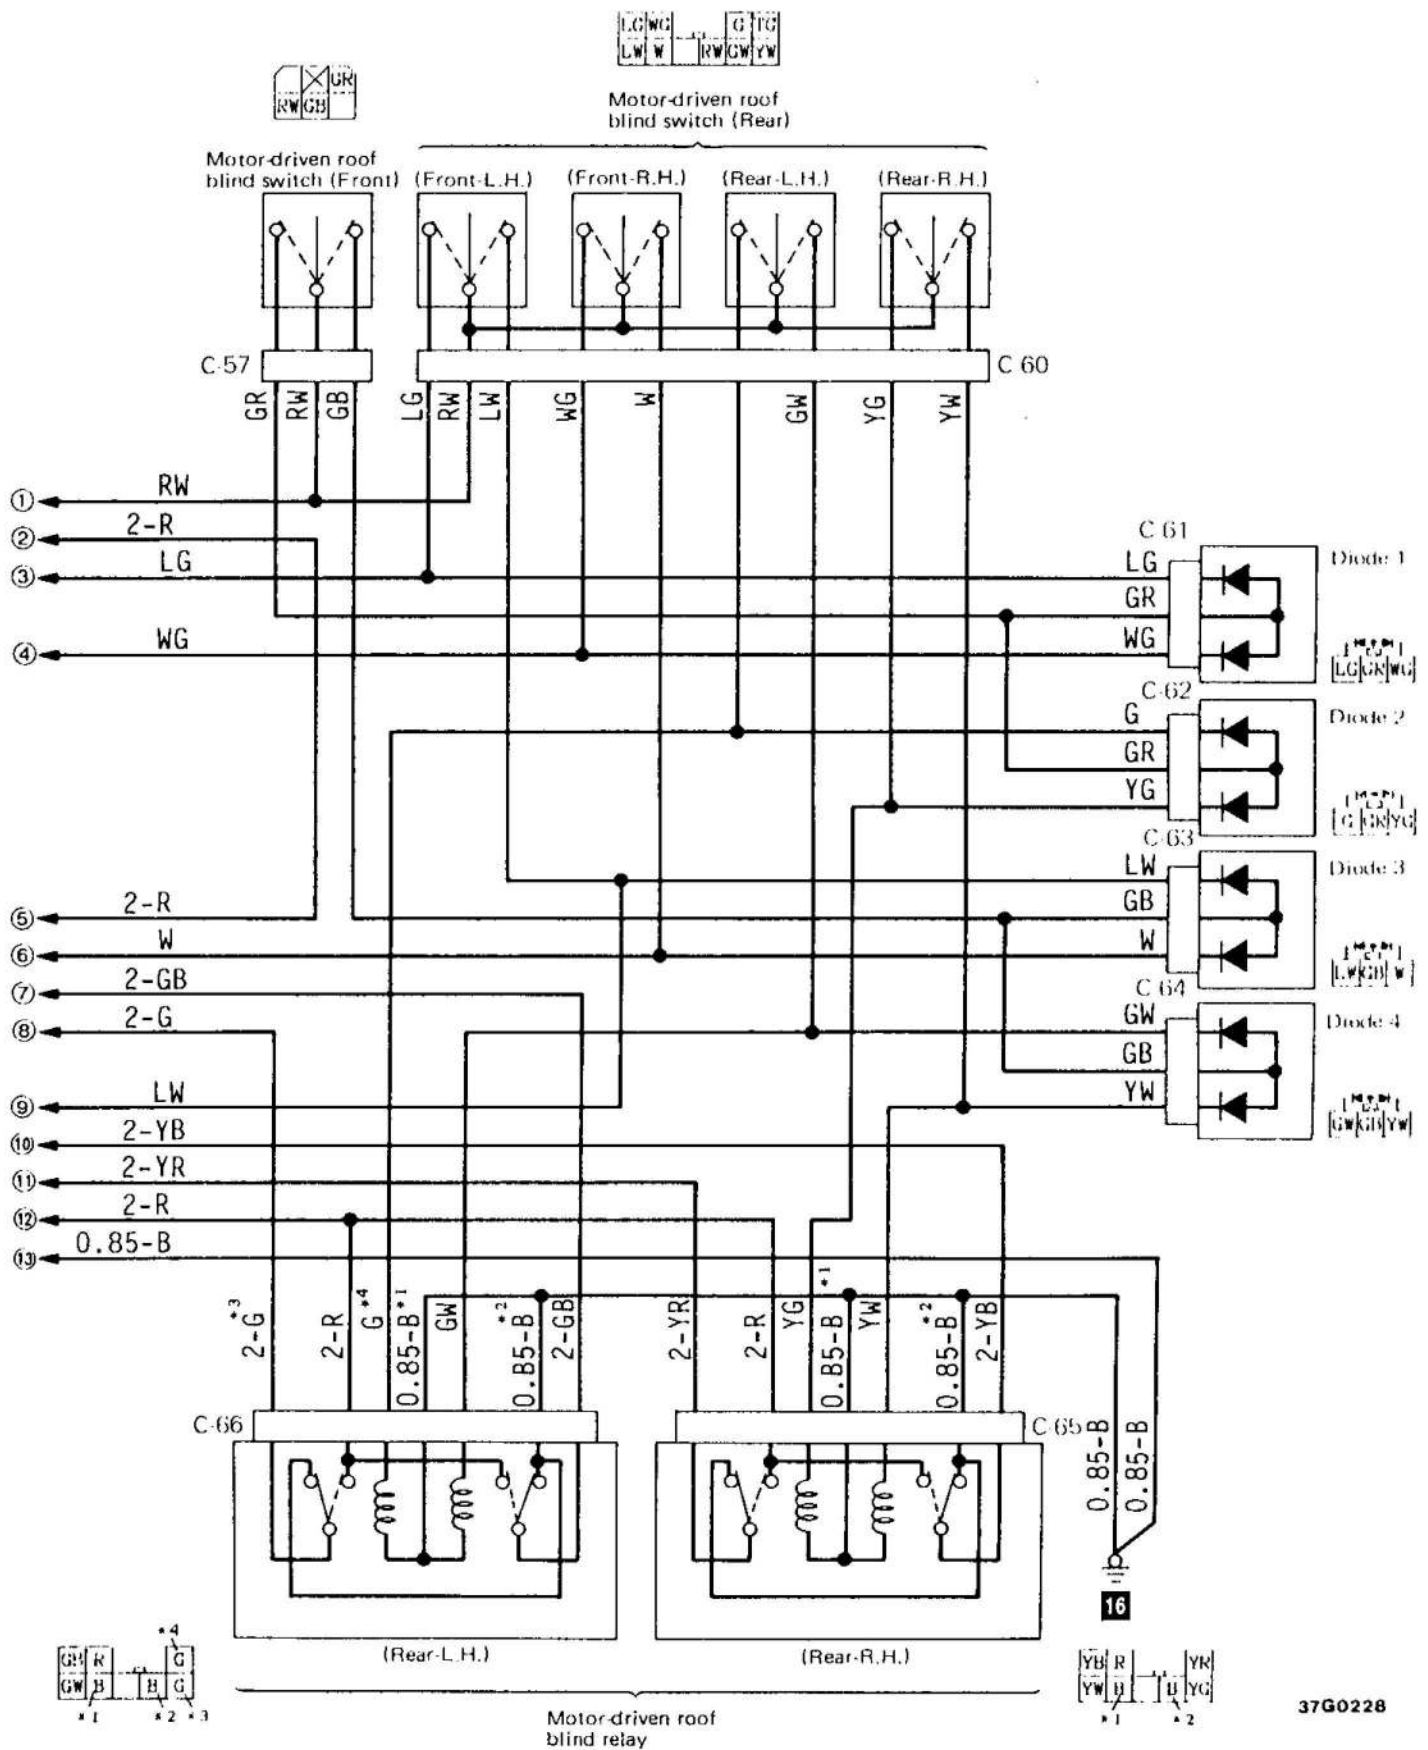 LG WG G YG
LW W RW GW YW
GR
RW GB
Motor-driven roof
blind switch (Rear)
Motor-driven roof
blind switch (Front)
(Front-L.H.)
(Front-R.H.)
(Rear-L.H.)
(Rear-R.H.)
C-57
C 60
GR
RW
GB
LG
RW
LW
WG
W
GW
YG
YW
① RW
② 2-R
③ LG
④ WG
⑤ 2-R
⑥ W
⑦ 2-GB
⑧ 2-G
⑨ LW
⑩ 2-YB
⑪ 2-YR
⑫ 2-R
⑬ 0.85-B
C 61
LG
GR
WG
Diode 1
LG GR WG
C-62
G
GR
YG
Diode 2
G GR YG
C-63
LW
GB
W
Diode 3
LW GB W
C 64
GW
GB
YW
Diode 4
GW GB YW
2-G *3
2-R
G *4
0.85-B *1
GW
0.B5-B *2
2-GB
2-YR
2-R
YG
0.B5-B *1
YW
0.85-B *2
2-YB
C-66
C-65
0.85-B
0.85-B
16
(Rear-L.H.)
(Rear-R.H.)
*4
GB R G
GW B B G
*1 *2 *3
YB R YR
YW B B YG
*1 *2
Motor-driven roof
blind relay
37G0228